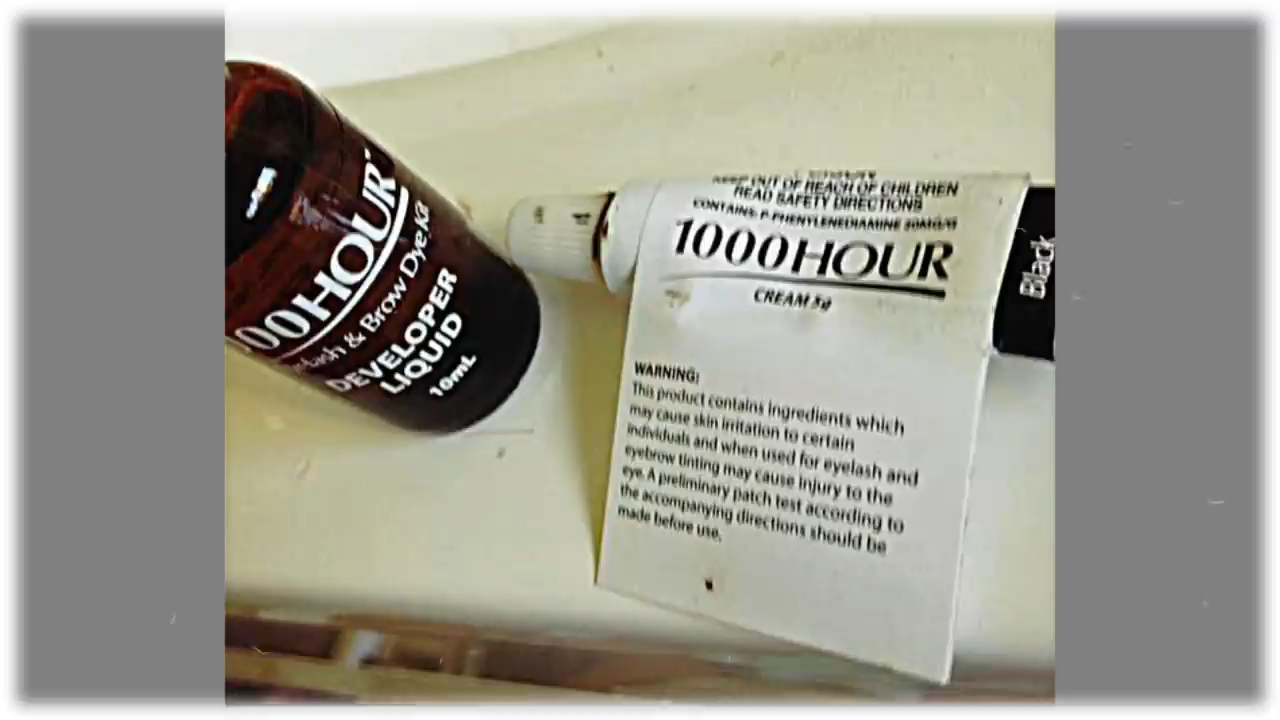 00HOUR
lash & Brow Dye Kit
DEVELOPER
LIQUID
10mL
KEEP OUT OF REACH OF CHILDREN
READ SAFETY DIRECTIONS
CONTAINS: P-PHENYLENEDIAMINE
1000HOUR
CREAM 5g
WARNING:
This product contains ingredients which
may cause skin irritation to certain
individuals and when used for eyelash and
eyebrow tinting may cause injury to the
eye. A preliminary patch test according to
the accompanying directions should be
made before use.
Black